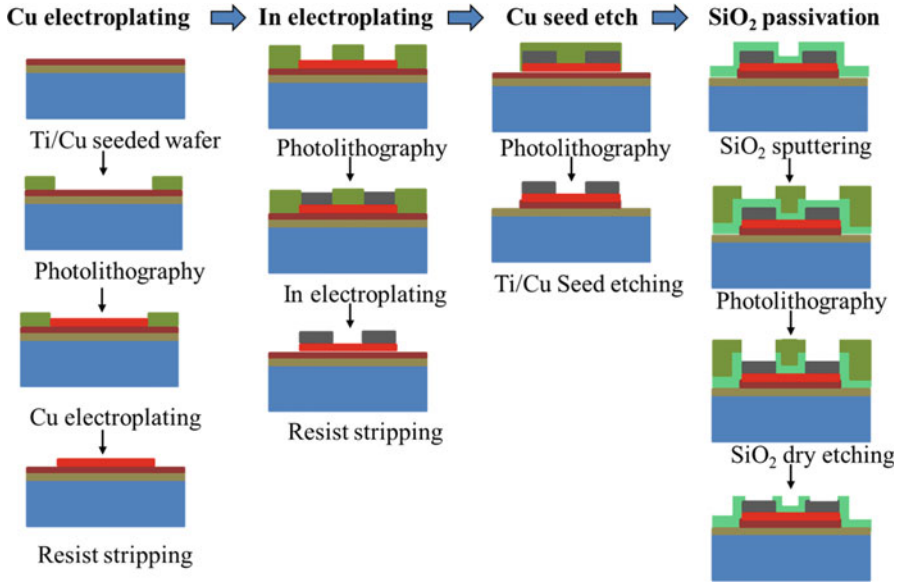 Cu electroplating
In electroplating
Cu seed etch
SiO₂ passivation
Ti/Cu seeded wafer
Photolithography
Cu electroplating
Resist stripping
Photolithography
In electroplating
Resist stripping
Photolithography
Ti/Cu Seed etching
SiO₂ sputtering
Photolithography
SiO₂ dry etching